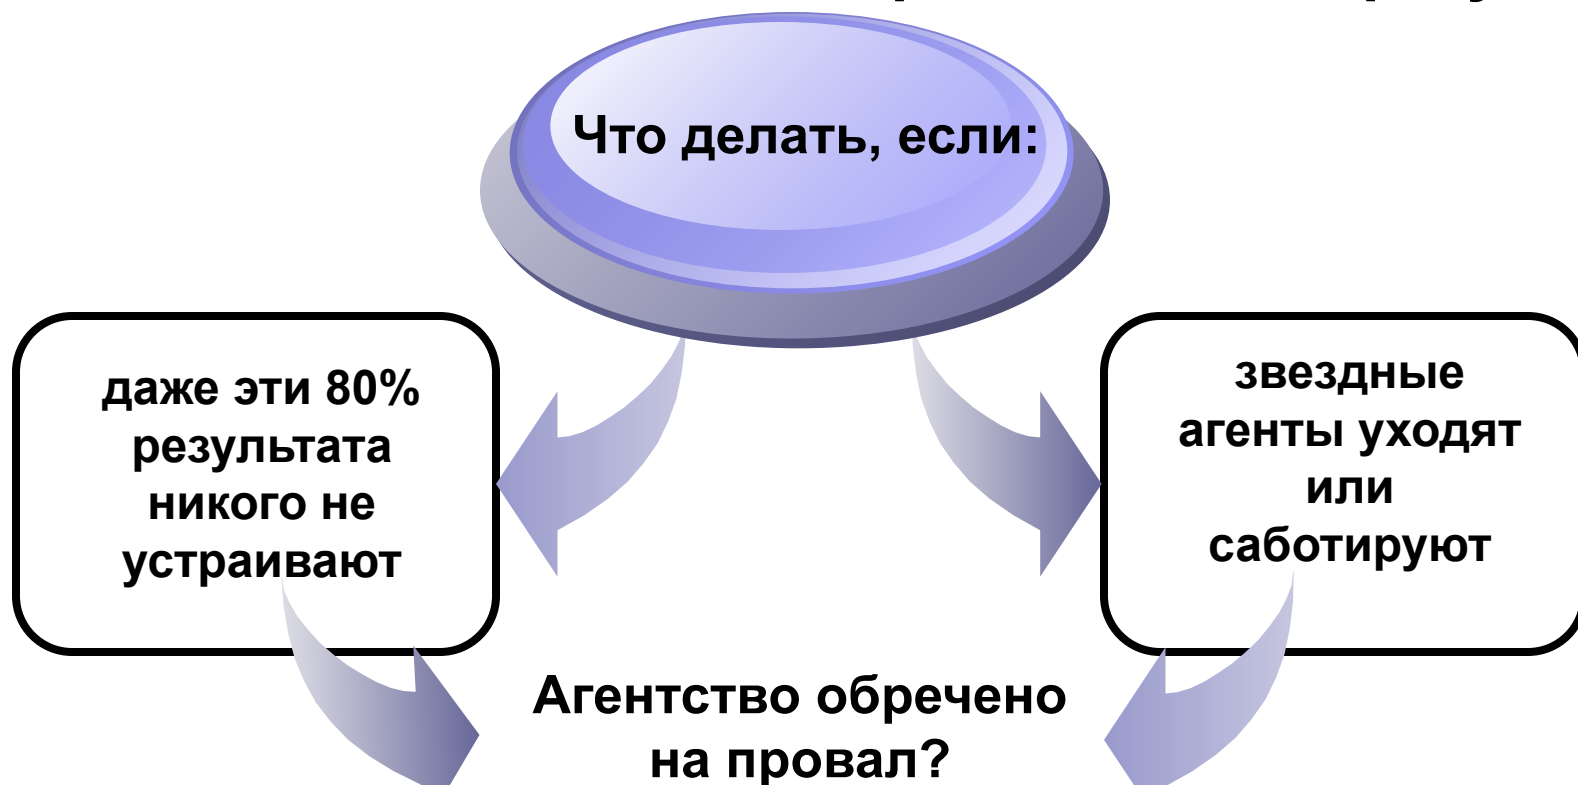 Что делать, если:
даже эти 80%
результата
никого не
устраивают
звездные
агенты уходят
или
саботируют
Агентство обречено
на провал?